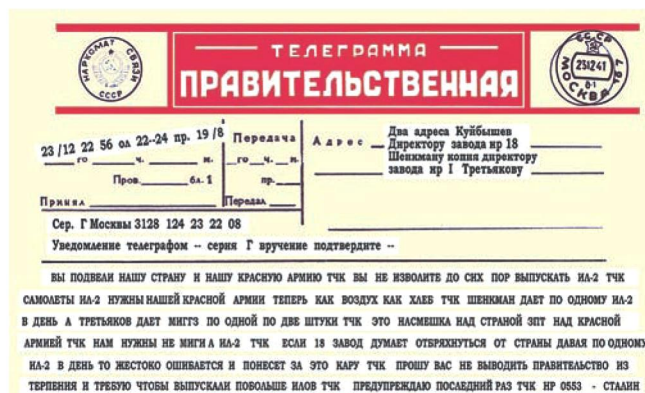 ТЕЛЕГРАММА
ПРАВИТЕЛЬСТВЕННАЯ
НАРКОМАТ СВЯЗИ
СССР
СССР
231241
МОСКВА 167
23/12 22 56 ол 22--24 пр. 19/8
го ч. м.
Пров. бл. 1
Принял
Передача
го ч. м.
пр.
Передал
Адрес
Два адреса Куйбышев
Директору завода нр 18
Шенкману копия директору
завода нр I Третьякову
Сер. Г Москвы 3128 124 23 22 08
Уведомление телеграфом -- серия Г вручение подтвердите --
ВЫ ПОДВЕЛИ НАШУ СТРАНУ И НАШУ КРАСНУЮ АРМИЮ ТЧК ВЫ НЕ ИЗВОЛИТЕ ДО СИХ ПОР ВЫПУСКАТЬ ИЛ-2 ТЧК
САМОЛЕТЫ ИЛ-2 НУЖНЫ НАШЕЙ КРАСНОЙ АРМИИ ТЕПЕРЬ КАК ВОЗДУХ КАК ХЛЕБ ТЧК ШЕНКМАН ДАЕТ ПО ОДНОМУ ИЛ-2
В ДЕНЬ А ТРЕТЬЯКОВ ДАЕТ МИГГЗ ПО ОДНОЙ ПО ДВЕ ШТУКИ ТЧК ЭТО НАСМЕШКА НАД СТРАНОЙ ЗПТ НАД КРАСНОЙ
АРМИЕЙ ТЧК НАМ НУЖНЫ НЕ МИГИ А ИЛ-2 ТЧК ЕСЛИ 18 ЗАВОД ДУМАЕТ ОТБРЯХНУТЬСЯ ОТ СТРАНЫ ДАВАЯ ПО ОДНОМУ
ИЛ-2 В ДЕНЬ ТО ЖЕСТОКО ОШИБАЕТСЯ И ПОНЕСЕТ ЗА ЭТО КАРУ ТЧК ПРОШУ ВАС НЕ ВЫВОДИТЬ ПРАВИТЕЛЬСТВО ИЗ
ТЕРПЕНИЯ И ТРЕБУЮ ЧТОБЫ ВЫПУСКАЛИ ПОБОЛЬШЕ ИЛОВ ТЧК ПРЕДУПРЕЖДАЮ ПОСЛЕДНИЙ РАЗ ТЧК НР 0553 - СТАЛИН